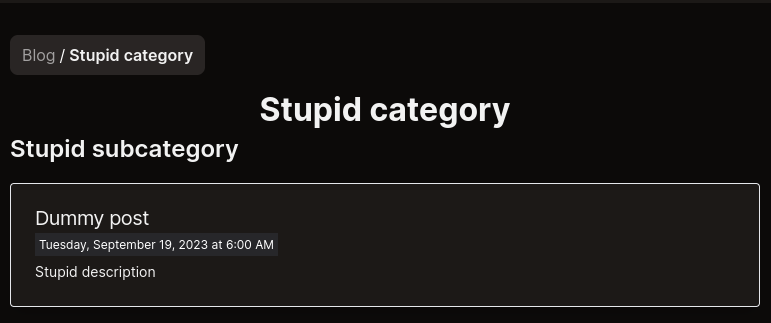 Blog / Stupid category
Stupid category
Stupid subcategory
Dummy post
Tuesday, September 19, 2023 at 6:00 AM
Stupid description